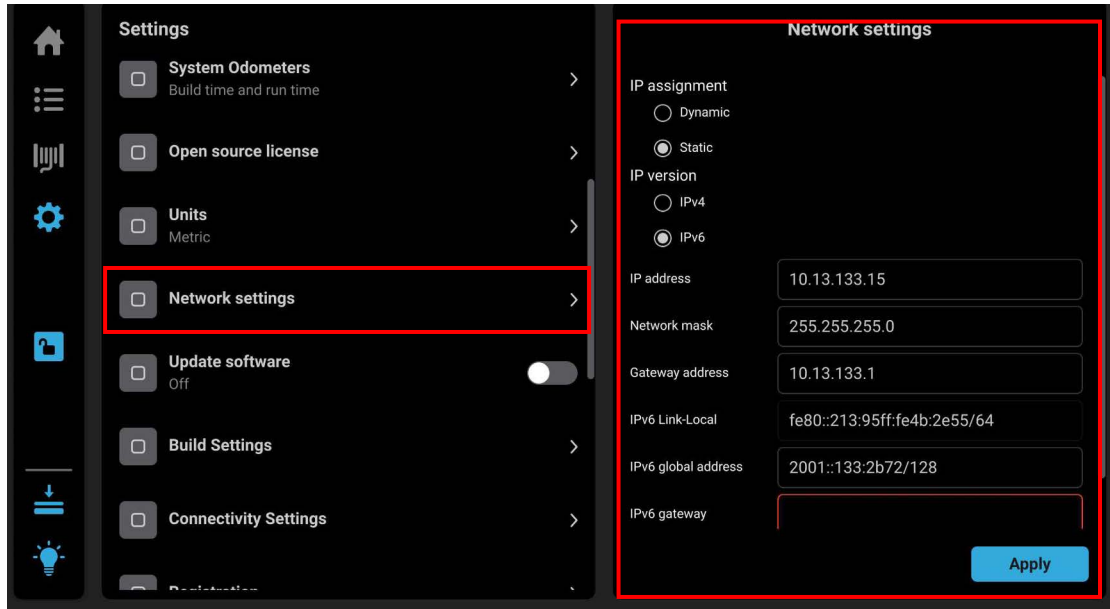 Settings
System Odometers
Build time and run time
Open source license
Units
Metric
Network settings
Update software
Off
Build Settings
Connectivity Settings
Registration
Network settings
IP assignment
Dynamic
Static
IP version
IPv4
IPv6
IP address
10.13.133.15
Network mask
255.255.255.0
Gateway address
10.13.133.1
IPv6 Link-Local
fe80::213:95ff:fe4b:2e55/64
IPv6 global address
2001::133:2b72/128
IPv6 gateway
Apply